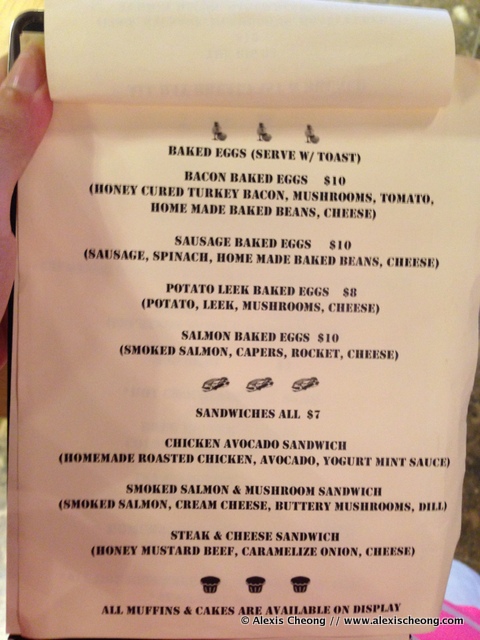 BAKED EGGS (SERVE W/ TOAST)
BACON BAKED EGGS $10
(HONEY CURED TURKEY BACON, MUSHROOMS, TOMATO,
HOME MADE BAKED BEANS, CHEESE)
SAUSAGE BAKED EGGS $10
(SAUSAGE, SPINACH, HOME MADE BAKED BEANS, CHEESE)
POTATO LEEK BAKED EGGS $8
(POTATO, LEEK, MUSHROOMS, CHEESE)
SALMON BAKED EGGS $10
(SMOKED SALMON, CAPERS, ROCKET, CHEESE)
SANDWICHES ALL $7
CHICKEN AVOCADO SANDWICH
(HOMEMADE ROASTED CHICKEN, AVOCADO, YOGURT MINT SAUCE)
SMOKED SALMON & MUSHROOM SANDWICH
(SMOKED SALMON, CREAM CHEESE, BUTTERY MUSHROOMS, DILL)
STEAK & CHEESE SANDWICH
(HONEY MUSTARD BEEF, CARAMELIZE ONION, CHEESE)
ALL MUFFINS & CAKES ARE AVAILABLE ON DISPLAY
© Alexis Cheong // www.alexischeong.com